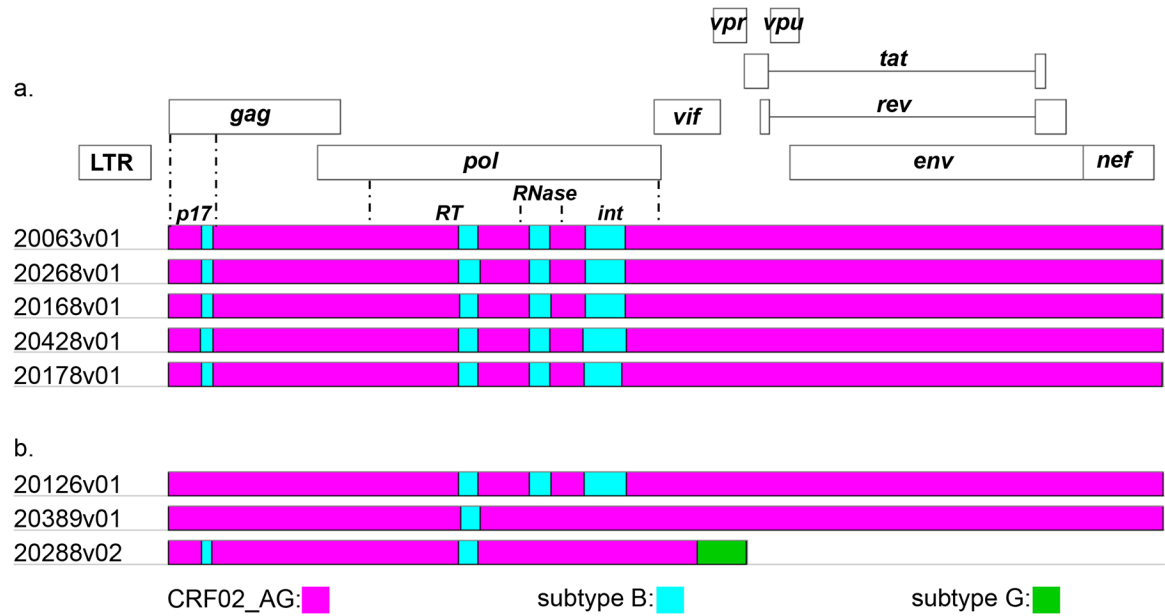 vpr vpu
tat
a.
gag vif rev
LTR pol env nef
RNase
p17 RT int
20063v01
20268v01
20168v01
20428v01
20178v01
b.
20126v01
20389v01
20288v02
CRF02_AG: subtype B: subtype G: